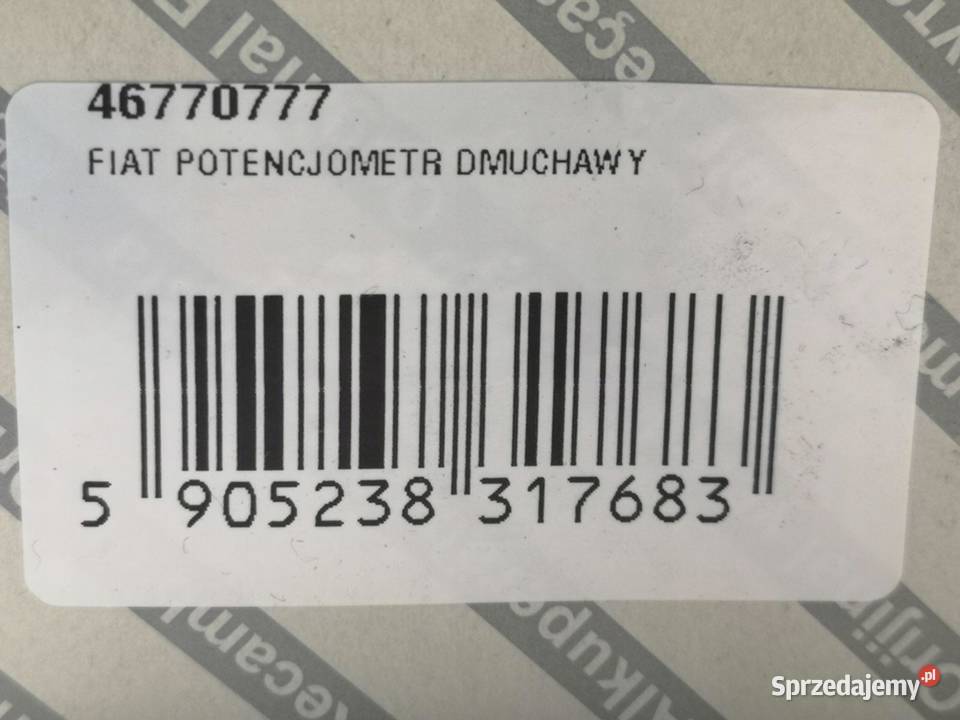 46770777
FIAT POTENCJOMETR DMUCHAWY
5 905238 317683
Sprzedajemy.pl